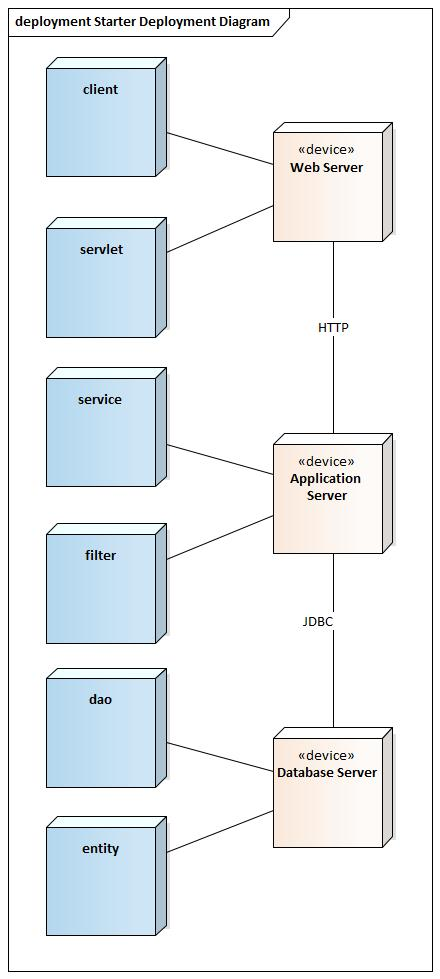 deployment Starter Deployment Diagram
client
«device»
Web Server
servlet
HTTP
service
«device»
Application
Server
filter
JDBC
dao
«device»
Database Server
entity